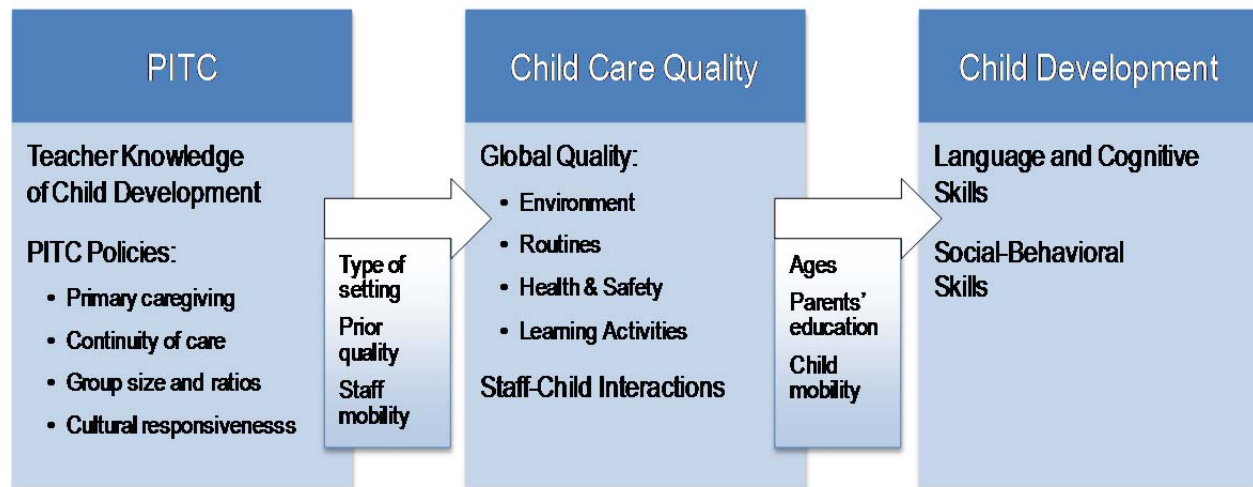 PITC
Teacher Knowledge
of Child Development
PITC Policies:
• Primary caregiving
• Continuity of care
• Group size and ratios
• Cultural responsivenesss
Type of
setting
Prior
quality
Staff
mobility
Child Care Quality
Global Quality:
• Environment
• Routines
• Health & Safety
• Learning Activities
Staff-Child Interactions
Ages
Parents'
education
Child
mobility
Child Development
Language and Cognitive
Skills
Social-Behavioral
Skills